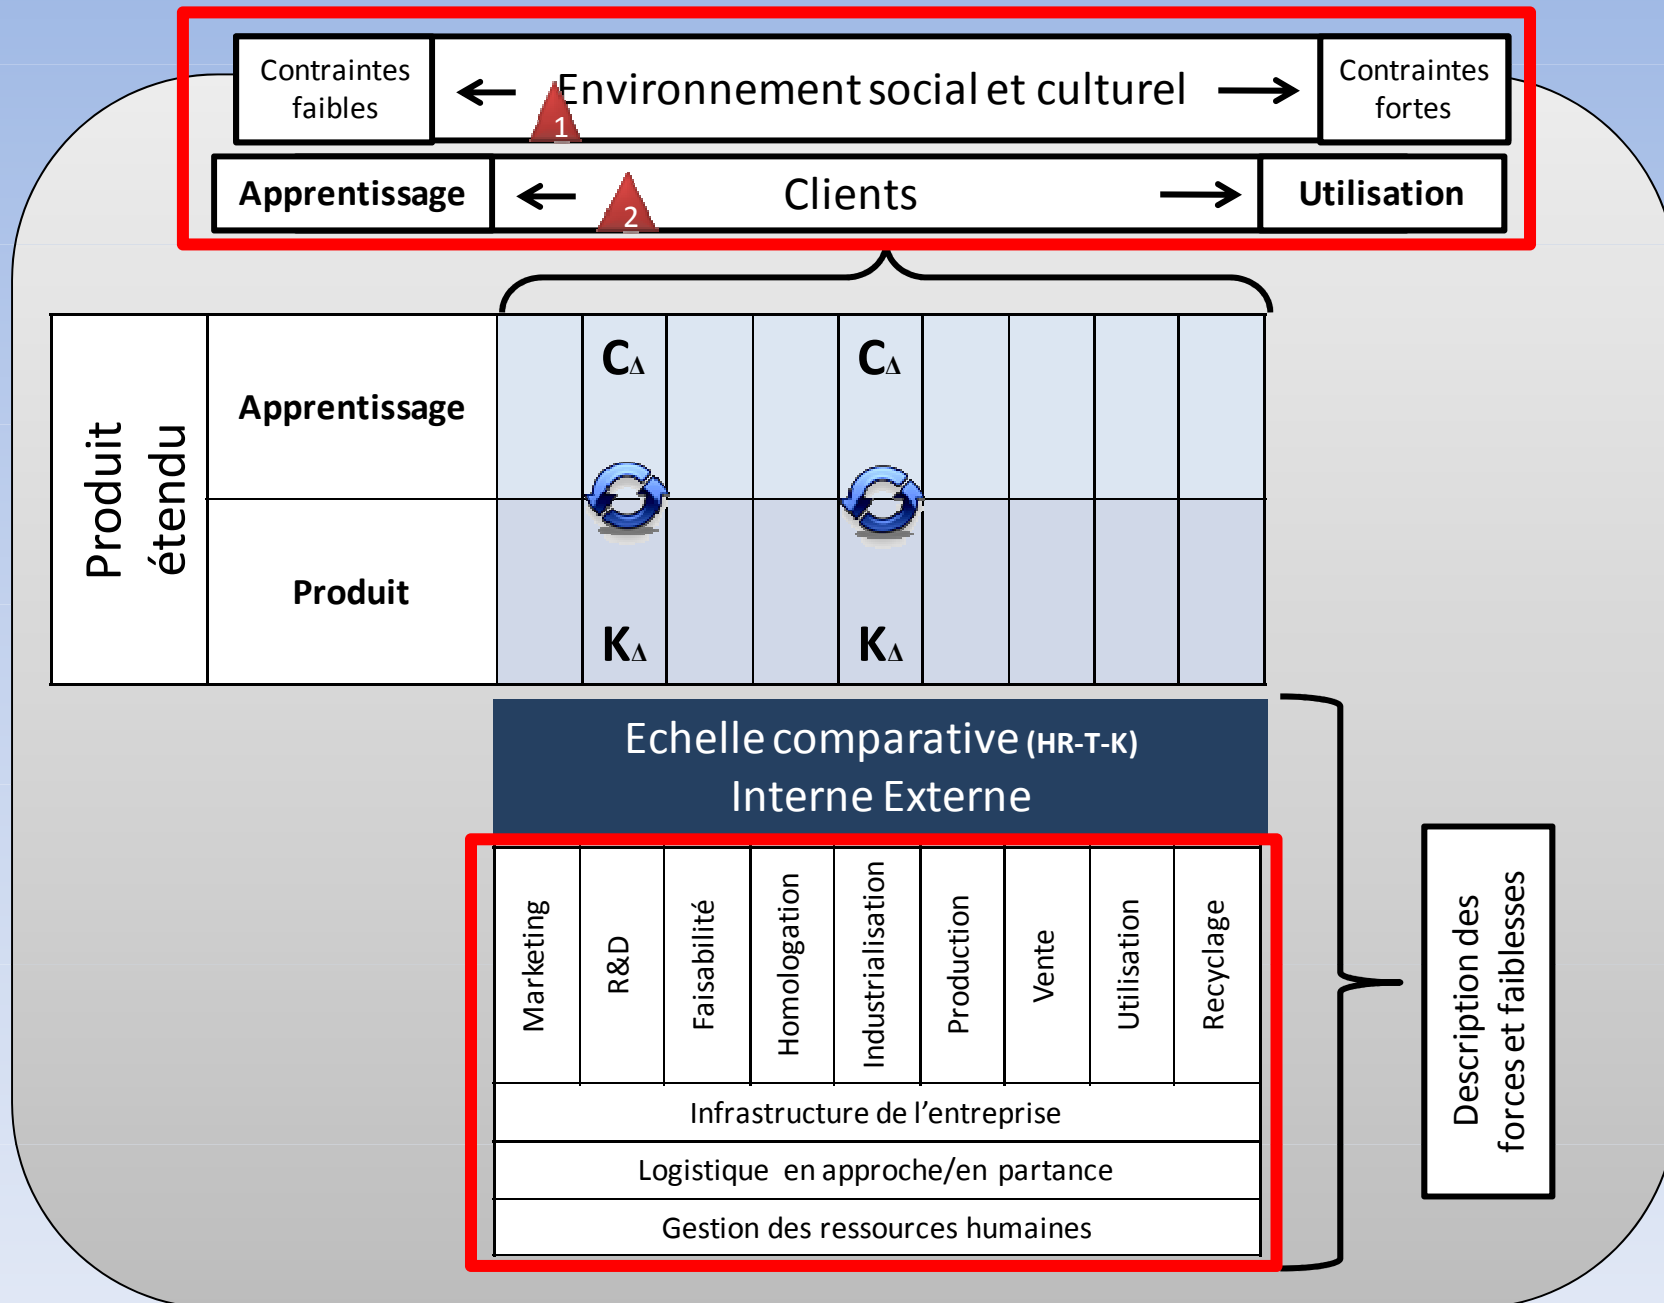 Contraintes
faibles
← Environnement social et culturel →
Contraintes
fortes
1
Apprentissage
← Clients →
Utilisation
2
Produit
étendu
Apprentissage
Produit
CΔ
CΔ
KΔ
KΔ
Echelle comparative (HR-T-K)
Interne Externe
Marketing
R&D
Faisabilité
Homologation
Industrialisation
Production
Vente
Utilisation
Recyclage
Infrastructure de l’entreprise
Logistique en approche/en partance
Gestion des ressources humaines
Description des
forces et faiblesses